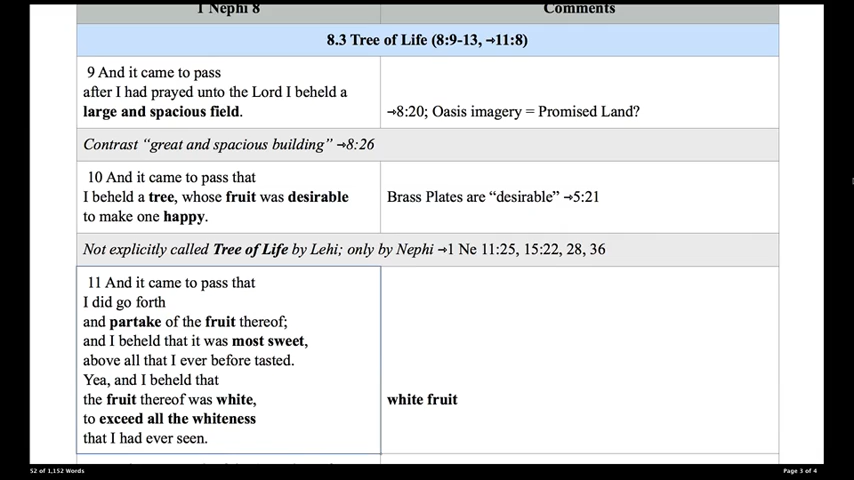 1 Nephi 8
Comments
8.3 Tree of Life (8:9-13, →11:8)
9 And it came to pass
after I had prayed unto the Lord I beheld a
large and spacious field.
→8:20; Oasis imagery = Promised Land?
Contrast “great and spacious building” →8:26
10 And it came to pass that
I beheld a tree, whose fruit was desirable
to make one happy.
Brass Plates are “desirable” →5:21
Not explicitly called Tree of Life by Lehi; only by Nephi →1 Ne 11:25, 15:22, 28, 36
11 And it came to pass that
I did go forth
and partake of the fruit thereof;
and I beheld that it was most sweet,
above all that I ever before tasted.
Yea, and I beheld that
the fruit thereof was white,
to exceed all the whiteness
that I had ever seen.
white fruit
52 of 1,152 Words
Page 3 of 4